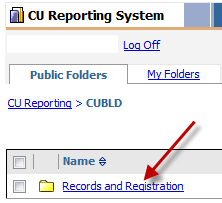 CU Reporting System
Log Off
Public Folders My Folders
CU Reporting > CUBLD
Name
Records and Registration